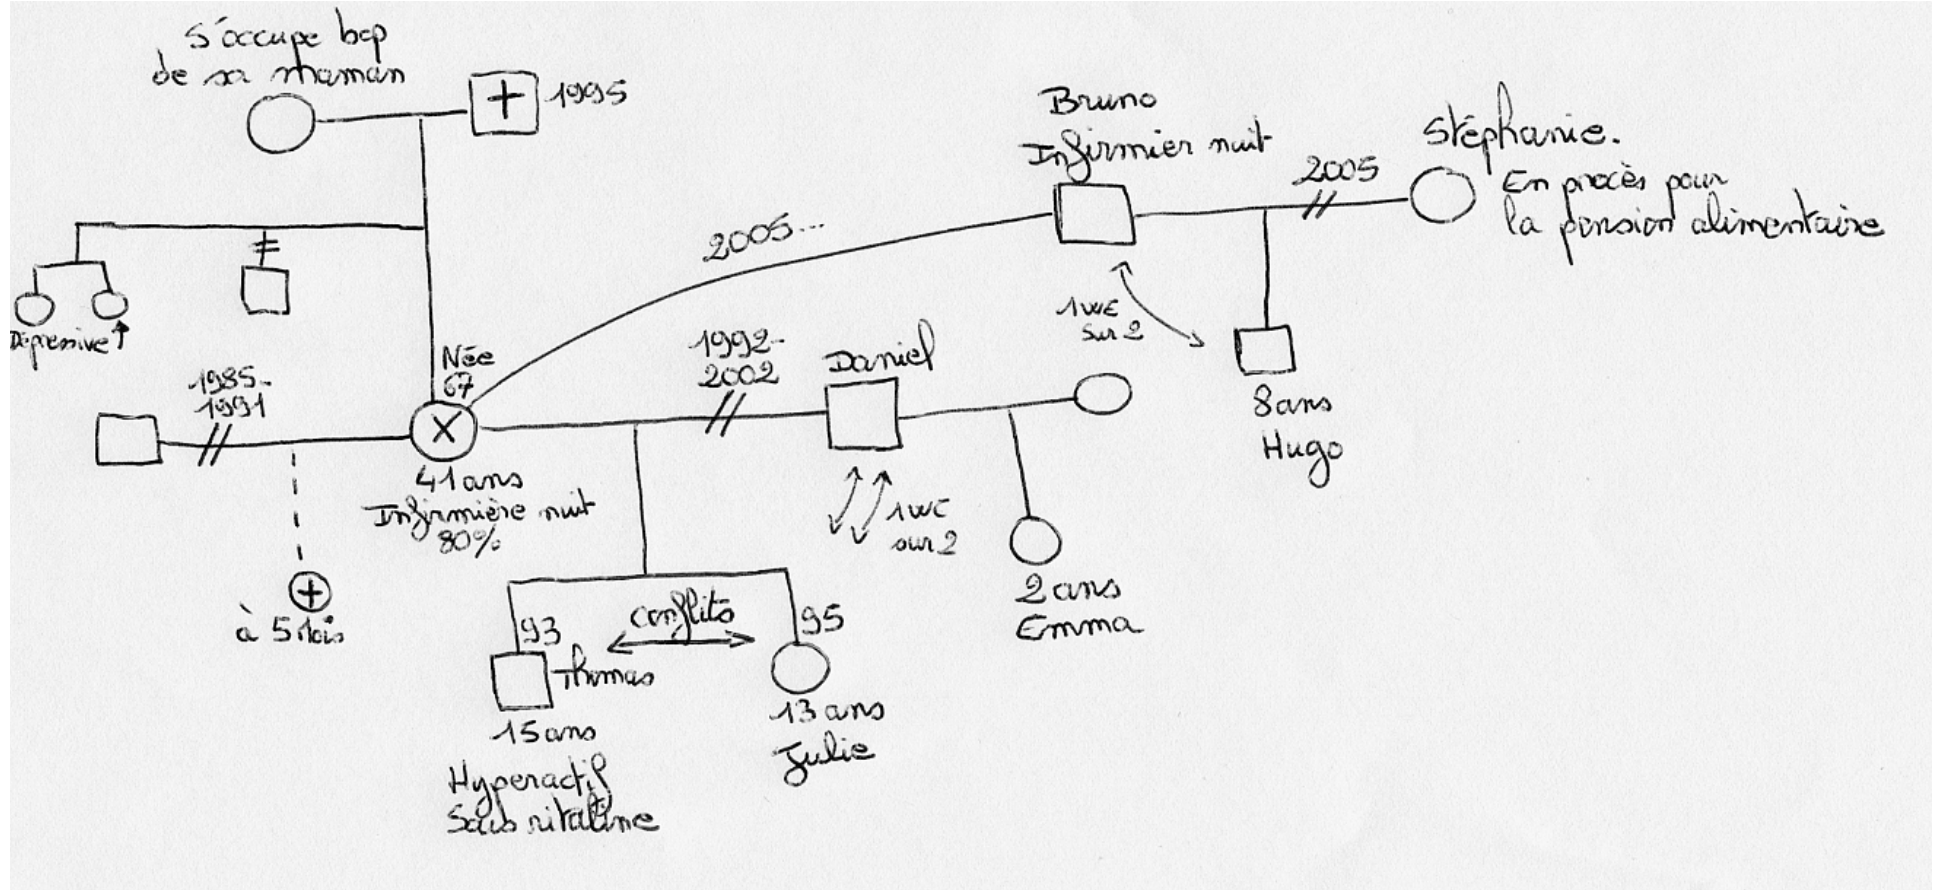 S'occupe bcp
de sa maman
1995
Bruno
Infirmier nuit
Stéphanie.
En procès pour
la pension alimentaire
2005
2005...
1WE
sur 2
8ans
Hugo
Dépressive
1985-
1991
Née
67
41ans
Infirmière nuit
80%
1992-
2002
Daniel
1WE
sur 2
2ans
Emma
à 5 Mois
93
Thomas
15ans
Hyperactif
Sous ritaline
conflits
95
13ans
Julie